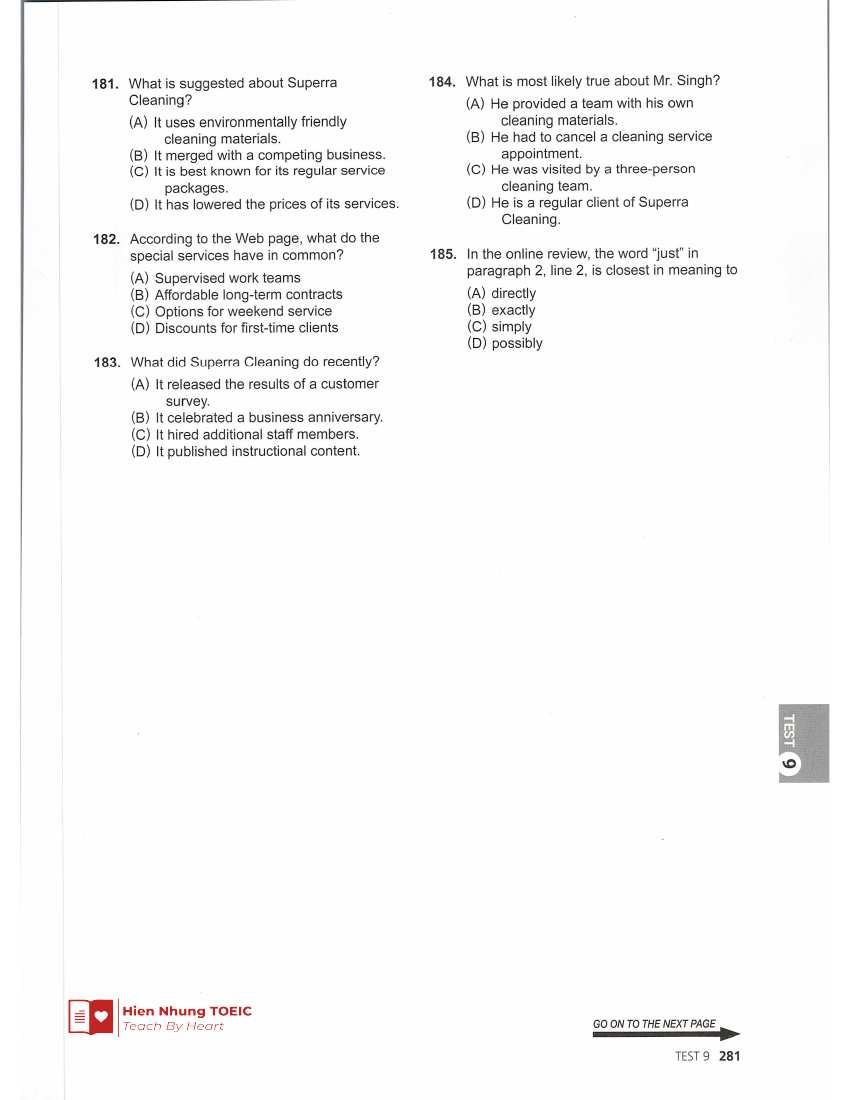 181. What is suggested about Superra
Cleaning?
(A) It uses environmentally friendly
cleaning materials.
(B) It merged with a competing business.
(C) It is best known for its regular service
packages.
(D) It has lowered the prices of its services.
182. According to the Web page, what do the
special services have in common?
(A) Supervised work teams
(B) Affordable long-term contracts
(C) Options for weekend service
(D) Discounts for first-time clients
183. What did Superra Cleaning do recently?
(A) It released the results of a customer
survey.
(B) It celebrated a business anniversary.
(C) It hired additional staff members.
(D) It published instructional content.
184. What is most likely true about Mr. Singh?
(A) He provided a team with his own
cleaning materials.
(B) He had to cancel a cleaning service
appointment.
(C) He was visited by a three-person
cleaning team.
(D) He is a regular client of Superra
Cleaning.
185. In the online review, the word “just” in
paragraph 2, line 2, is closest in meaning to
(A) directly
(B) exactly
(C) simply
(D) possibly
TEST 9
Hien Nhung TOEIC
Teach By Heart
GO ON TO THE NEXT PAGE
TEST 9 281